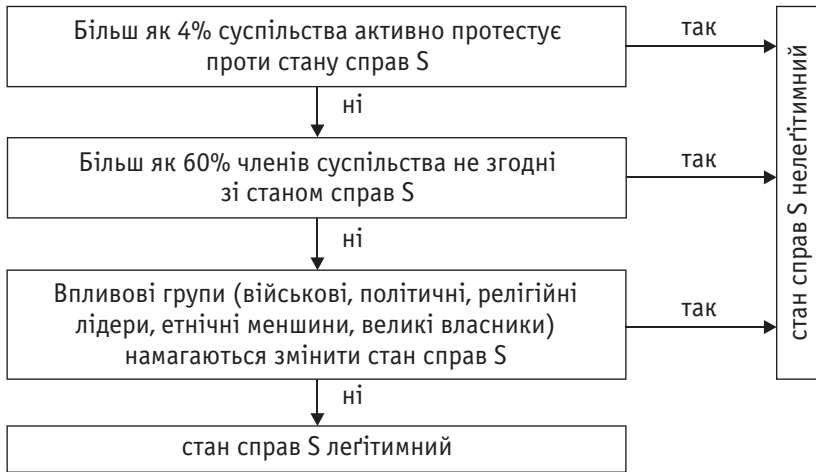 Більш як 4% суспільства активно протестує
проти стану справ S
так
ні
Більш як 60% членів суспільства не згодні
зі станом справ S
так
ні
Впливові групи (військові, політичні, релігійні
лідери, етнічні меншини, великі власники)
намагаються змінити стан справ S
так
ні
стан справ S леґітимний
стан справ S нелеґітимний